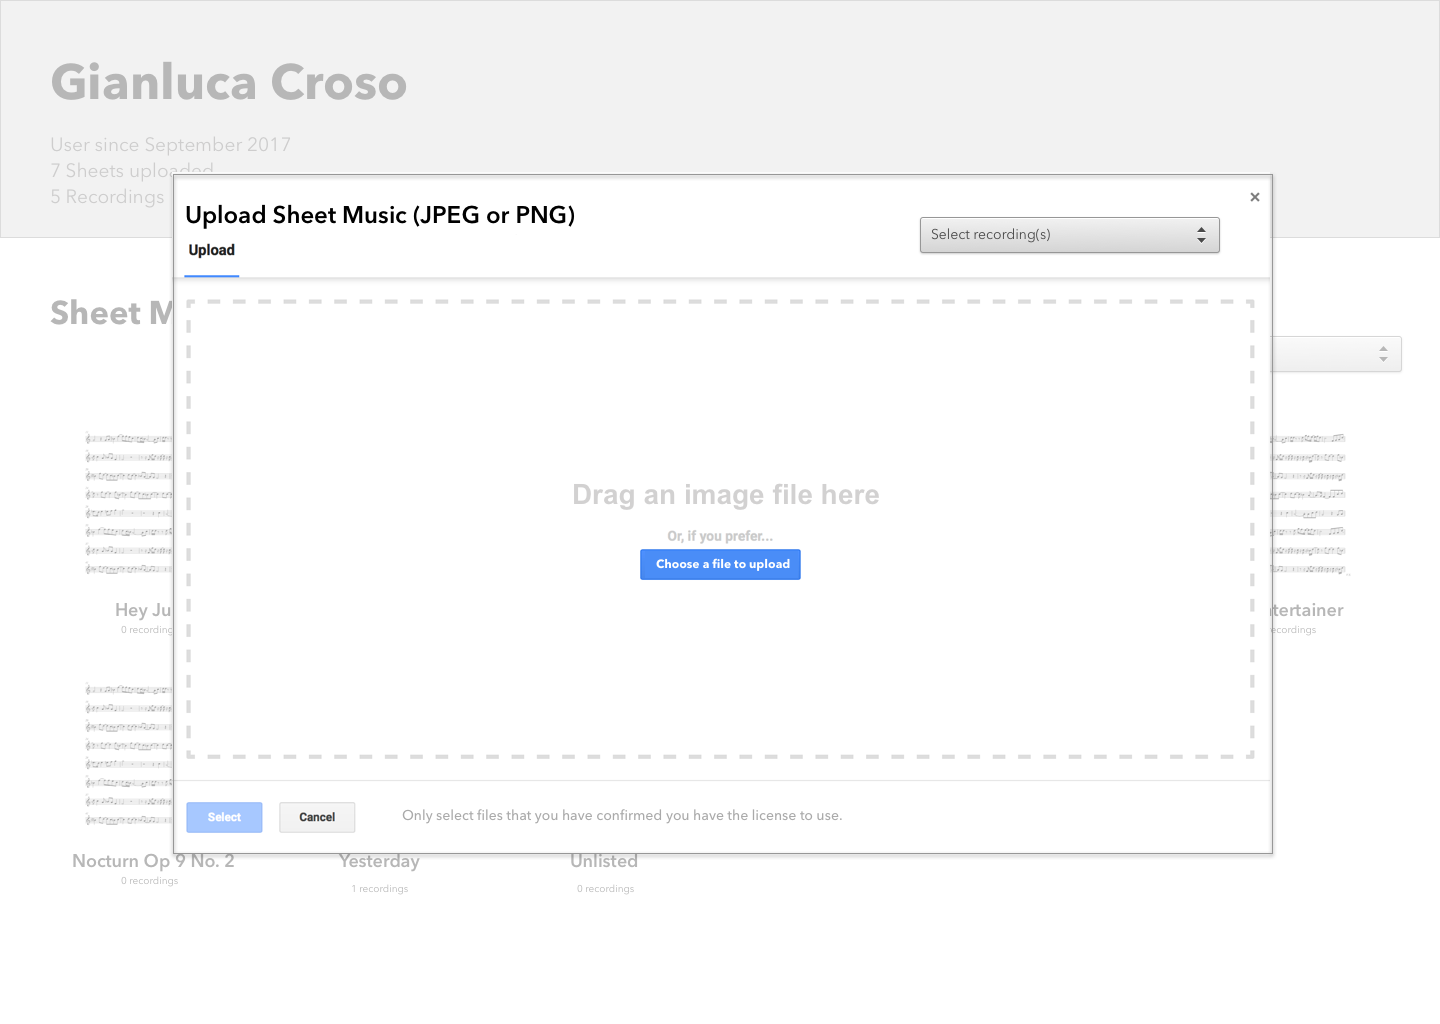 Gianluca Croso
User since September 2017
7 Sheets uploaded
5 Recordings
Upload Sheet Music (JPEG or PNG)
×
Select recording(s)
Upload
Sheet M
Drag an image file here
Or, if you prefer...
Choose a file to upload
Hey Ju
0 recording
tertainer
recordings
Select
Cancel
Only select files that you have confirmed you have the license to use.
Nocturn Op 9 No. 2
0 recordings
Yesterday
1 recordings
Unlisted
0 recordings